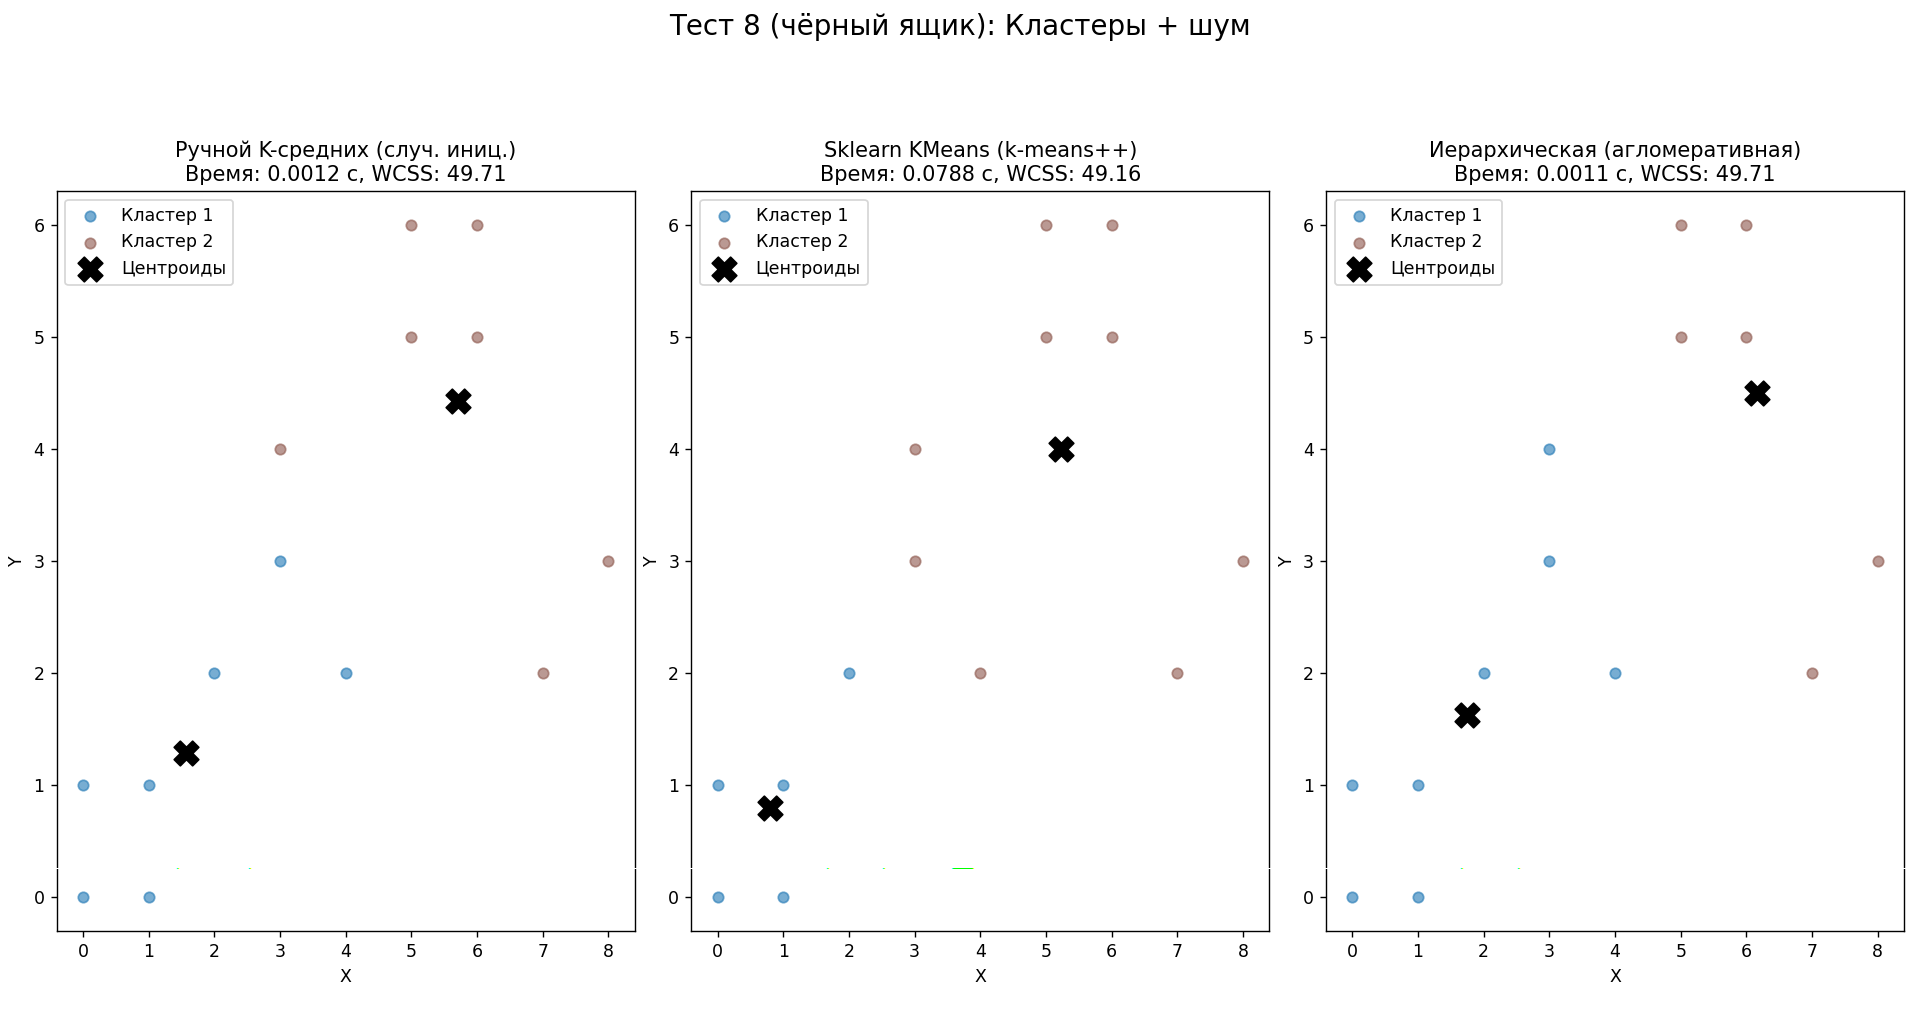 Тест 8 (чёрный ящик): Кластеры + шум
Ручной K-средних (случ. иниц.)
Время: 0.0012 с, WCSS: 49.71
Кластер 1
Кластер 2
Центроиды
6
5
4
3
2
1
0
Y
0 1 2 3 4 5 6 7 8
X
Sklearn KMeans (k-means++)
Время: 0.0788 с, WCSS: 49.16
Кластер 1
Кластер 2
Центроиды
6
5
4
3
2
1
0
Y
0 1 2 3 4 5 6 7 8
X
Иерархическая (агломеративная)
Время: 0.0011 с, WCSS: 49.71
Кластер 1
Кластер 2
Центроиды
6
5
4
3
2
1
0
Y
0 1 2 3 4 5 6 7 8
X